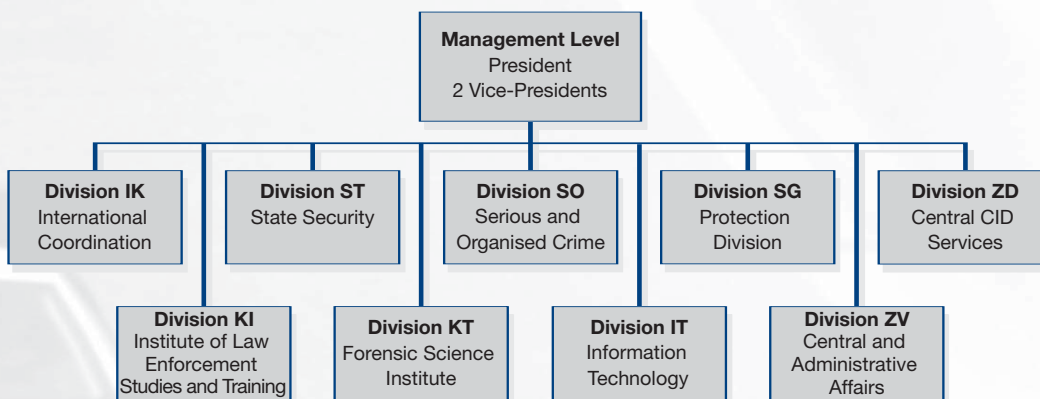 Management Level
President
2 Vice-Presidents
Division IK
International
Coordination
Division ST
State Security
Division SO
Serious and
Organised Crime
Division SG
Protection
Division
Division ZD
Central CID
Services
Division KI
Institute of Law
Enforcement
Studies and Training
Division KT
Forensic Science
Institute
Division IT
Information
Technology
Division ZV
Central and
Administrative
Affairs